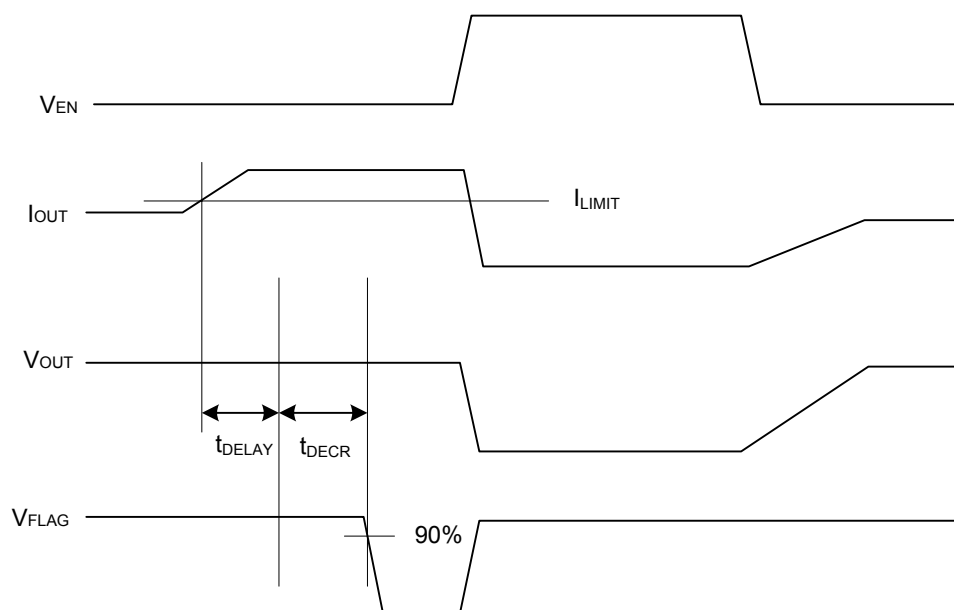 VEN
IOUT
ILIMIT
VOUT
tDELAY
tDECR
VFLAG
90%